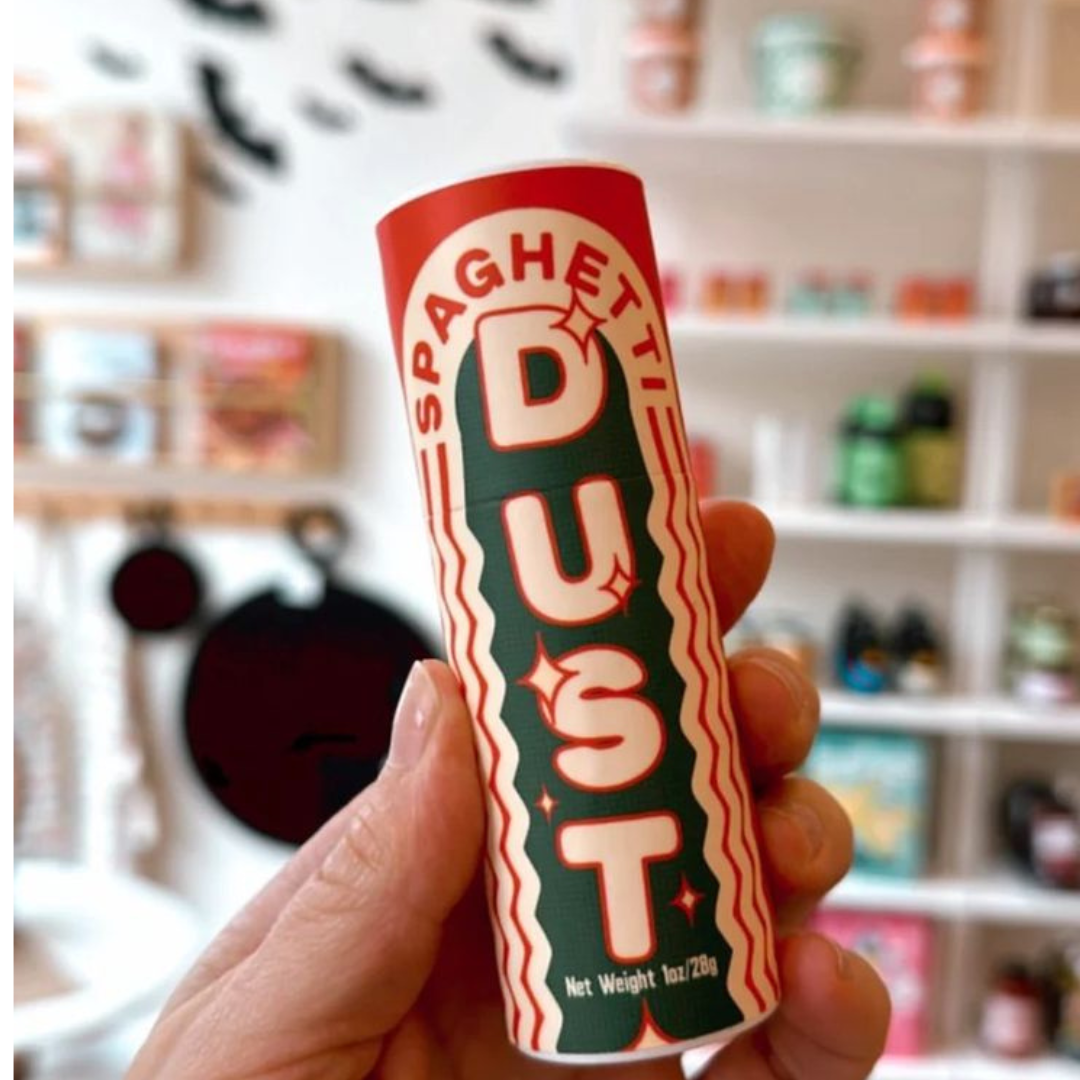 SPAGHETTI
DUST
Net Weight 1oz/28g